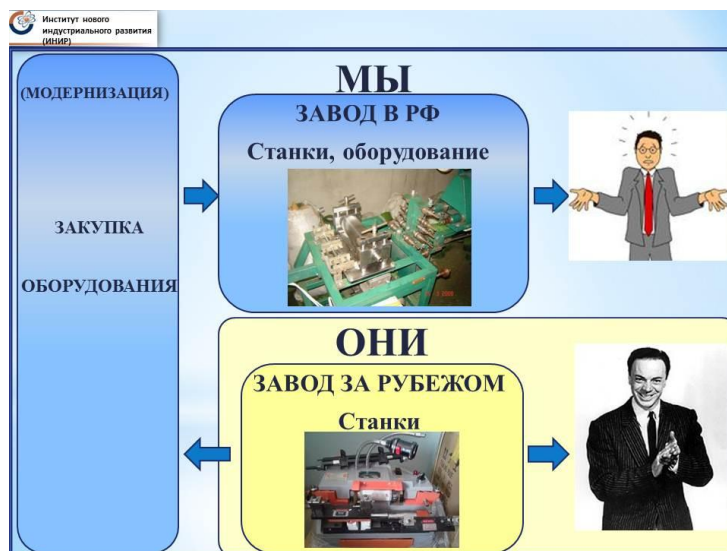 Институт нового
индустриального развития
(ИНИР)
(МОДЕРНИЗАЦИЯ)
ЗАКУПКА
ОБОРУДОВАНИЯ
МЫ
ЗАВОД В РФ
Станки, оборудование
ОНИ
ЗАВОД ЗА РУБЕЖОМ
Станки